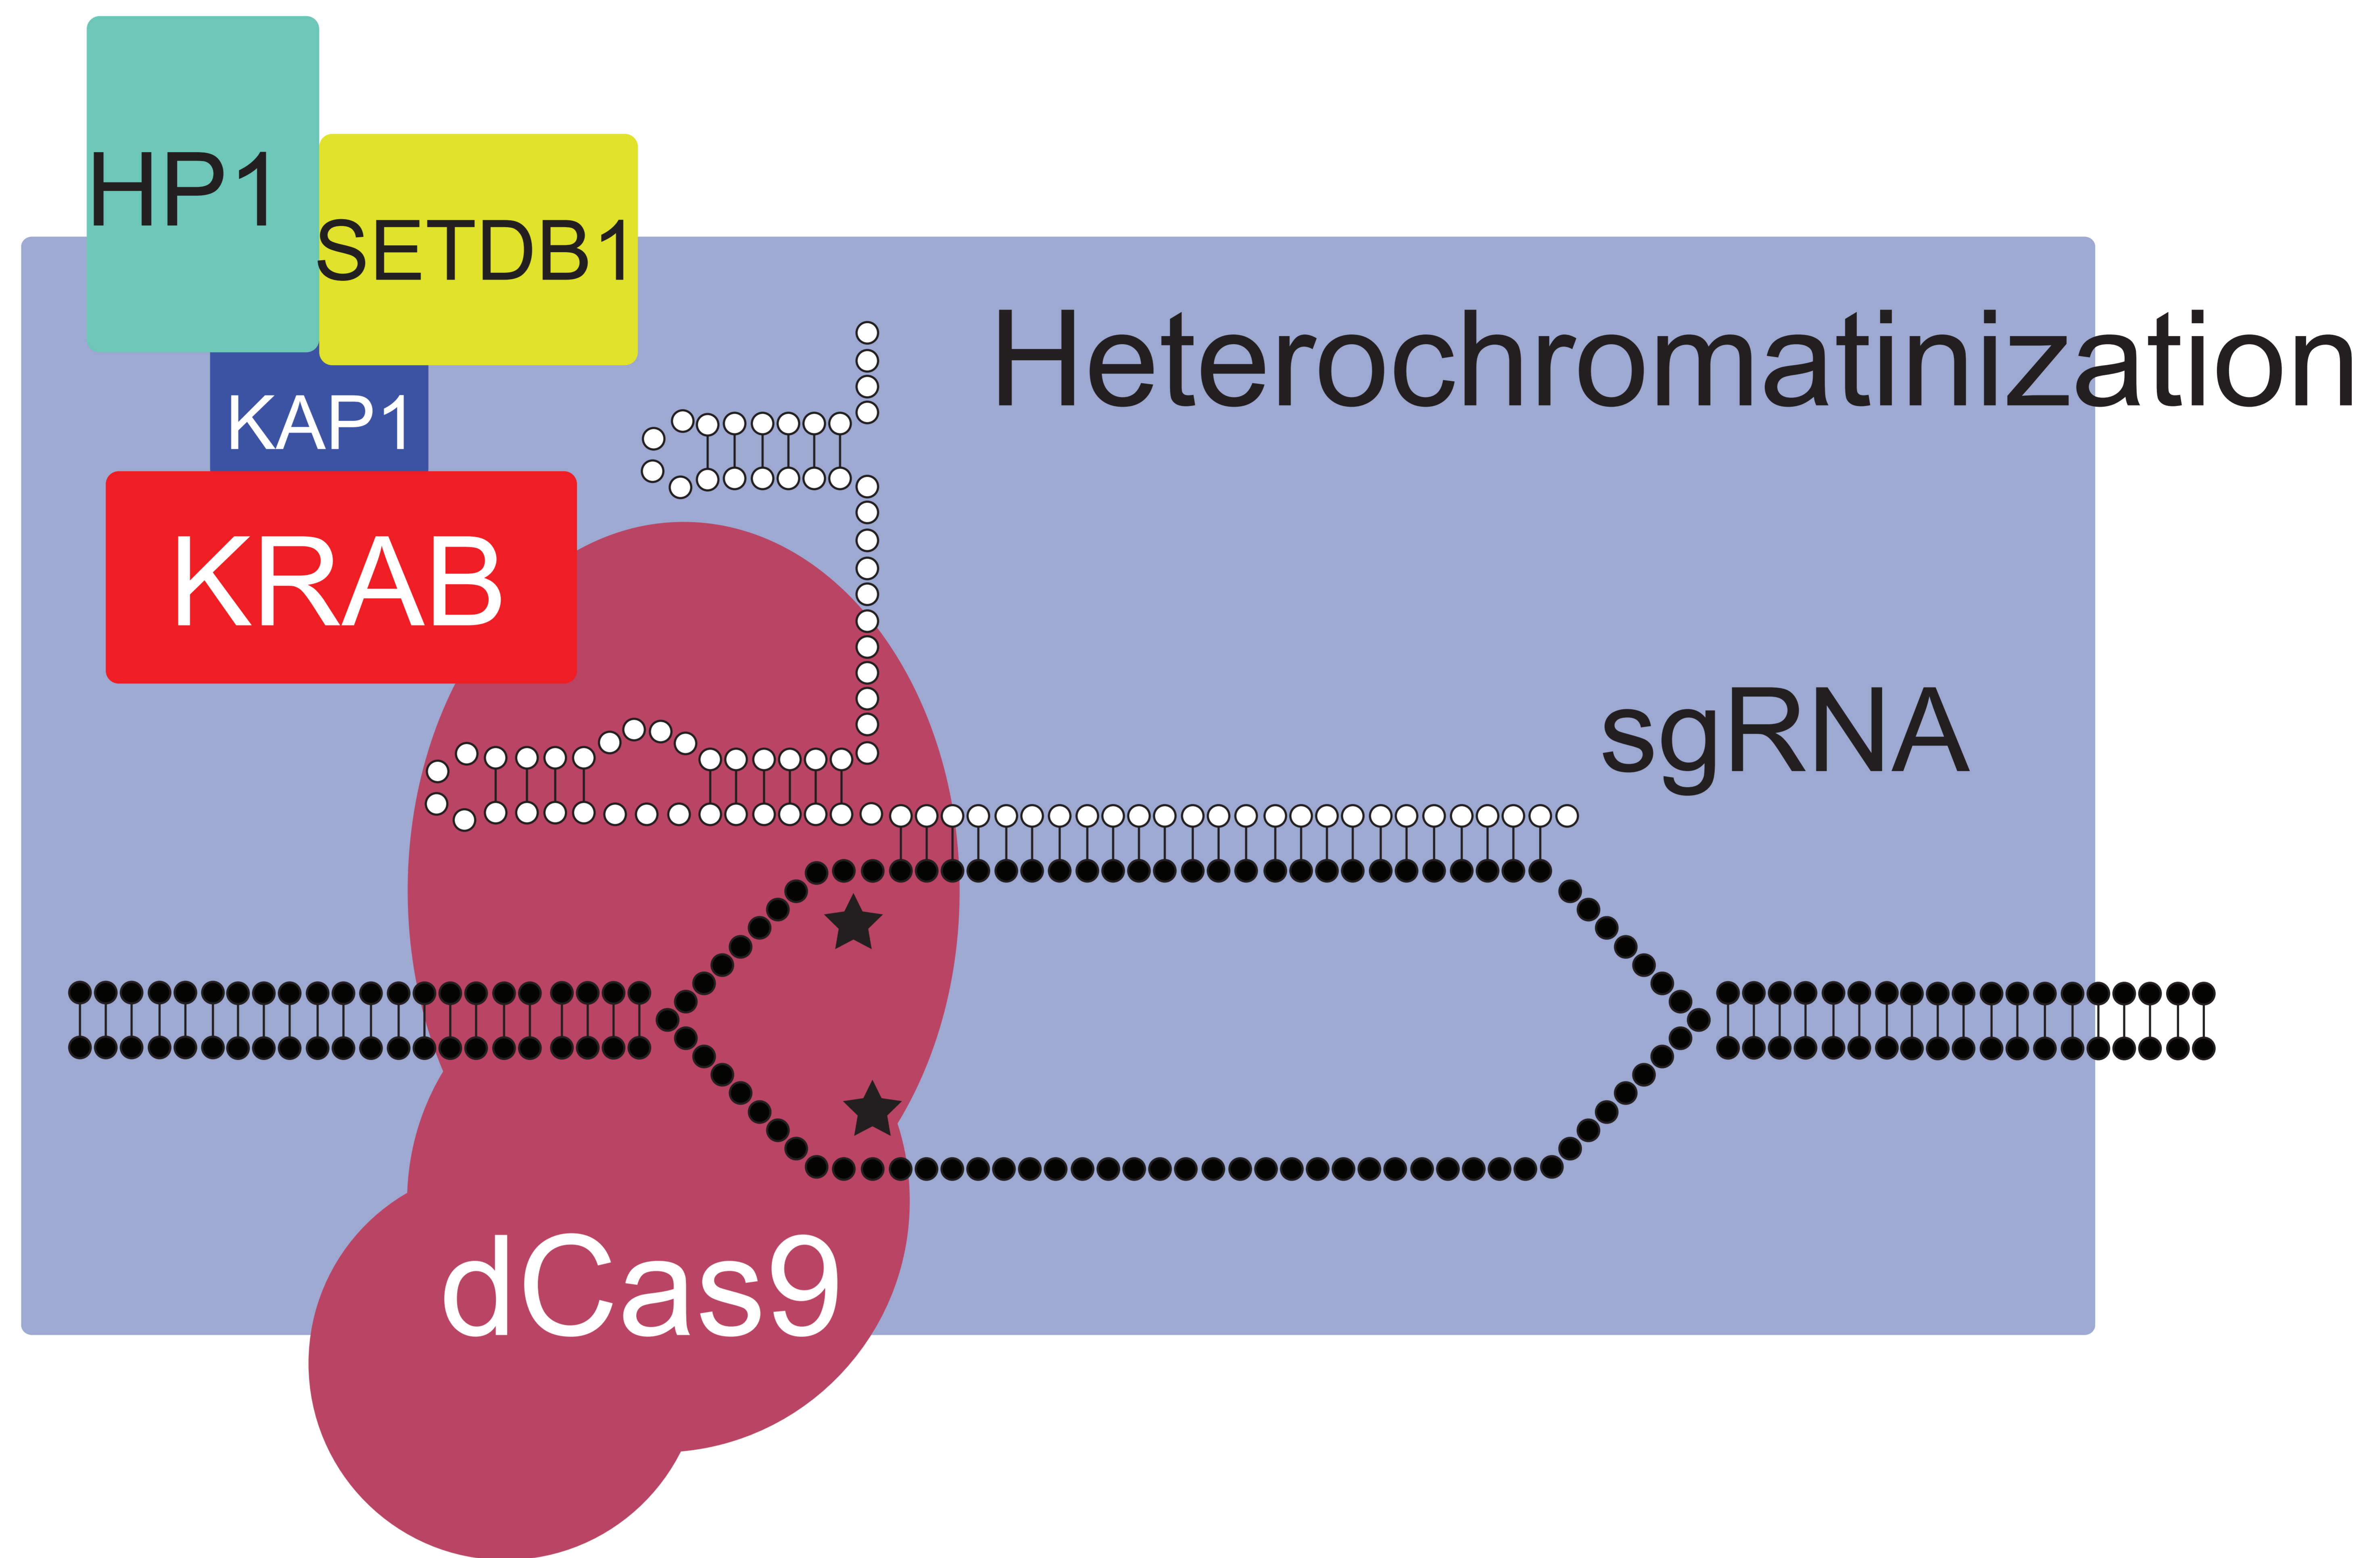 HP1
SETDB1
Heterochromatinization
KAP1
KRAB
sgRNA
dCas9